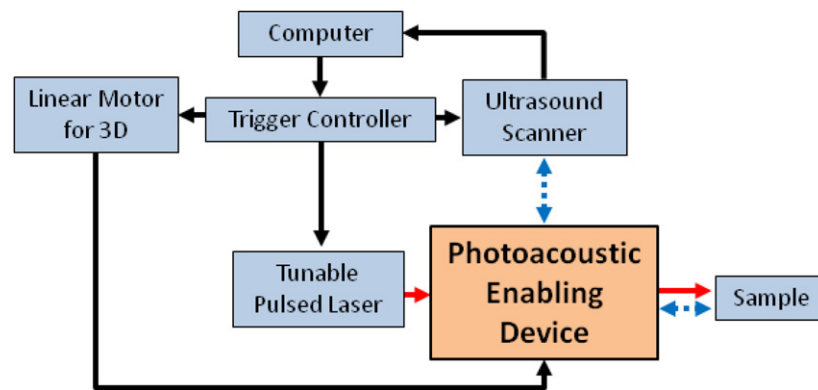 Computer
Linear Motor
for 3D
Trigger Controller
Ultrasound
Scanner
Tunable
Pulsed Laser
Photoacoustic
Enabling
Device
Sample